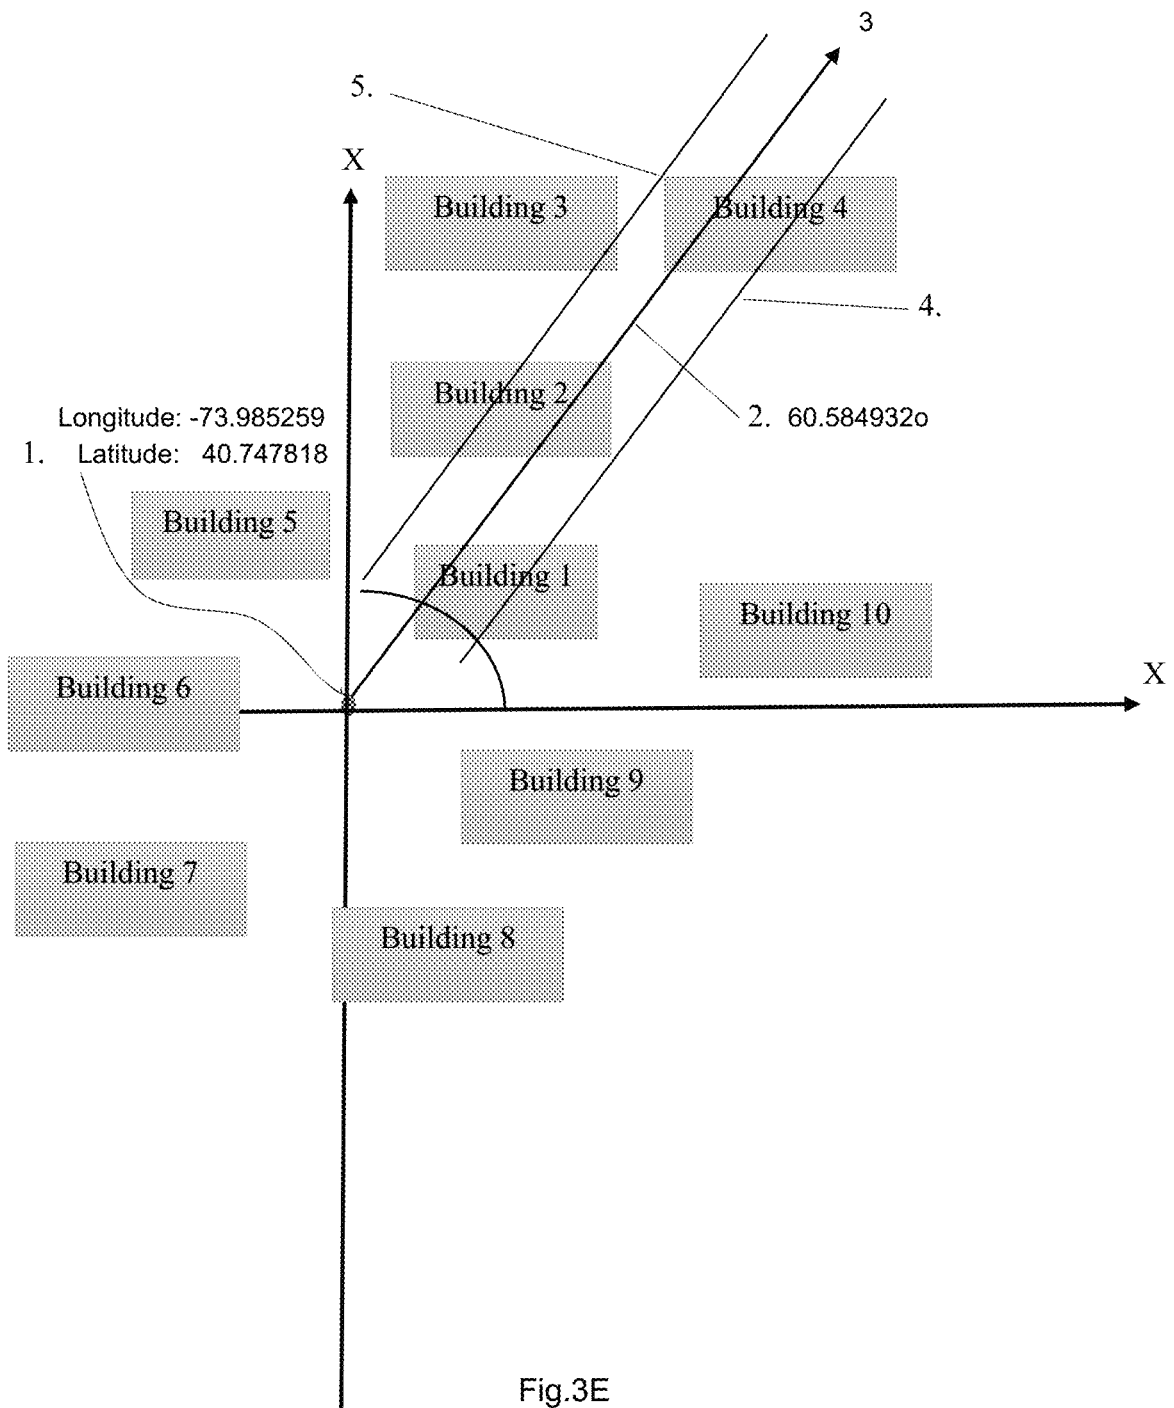 3
5.
X
Building 3
Building 4
4.
Building 2
Longitude: -73.985259
2. 60.584932o
1. Latitude: 40.747818
Building 5
Building 1
Building 10
X
Building 6
Building 9
Building 7
Building 8
Fig.3E